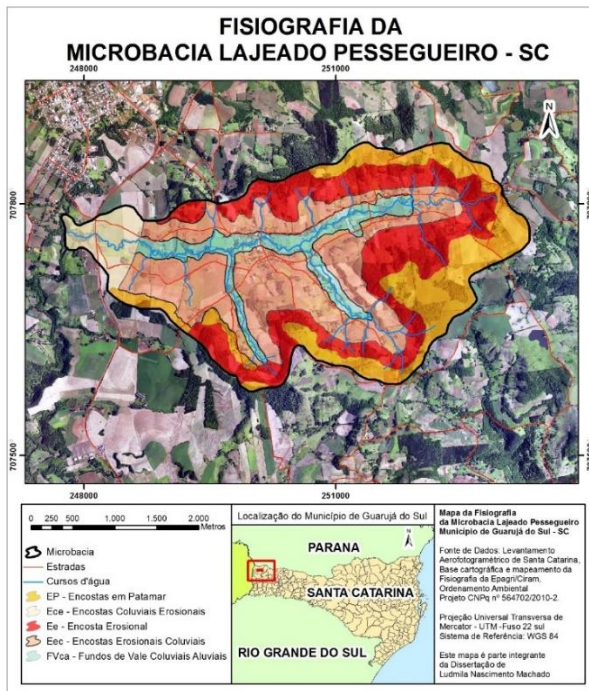 FISIOGRAFIA DA
MICROBACIA LAJEADO PESSEGUEIRO - SC
248000
251000
707800
N
707500
248000
251000
0 250 500 1.000 1.500 2.000
Metros
Microbacia
Estradas
Cursos d'água
EP - Encostas em Patamar
Ece - Encostas Coluviais Erosionais
Ee - Encosta Erosional
Eec - Encostas Erosionais Coluviais
FVca - Fundos de Vale Coluviais Aluviais
Localização do Município de Guarujá do Sul
PARANA
SANTA CATARINA
RIO GRANDE DO SUL
Mapa da Fisiografia
da Microbacia Lajeado Pessegueiro
Município de Guarujá do Sul - SC
Fonte de Dados: Levantamento
Aerofotogramétrico de Santa Catarina,
Base cartográfica e mapeamento da
Fisiografia da Epagri/Ciram.
Ordenamento Ambiental
Projeto CNPq nº 564702/2010-2.
Projeção Universal Transversa de
Mercator - UTM -Fuso 22 sul
Sistema de Referência: WGS 84
Este mapa é parte integrante
da Dissertação de
Ludmila Nascimento Machado